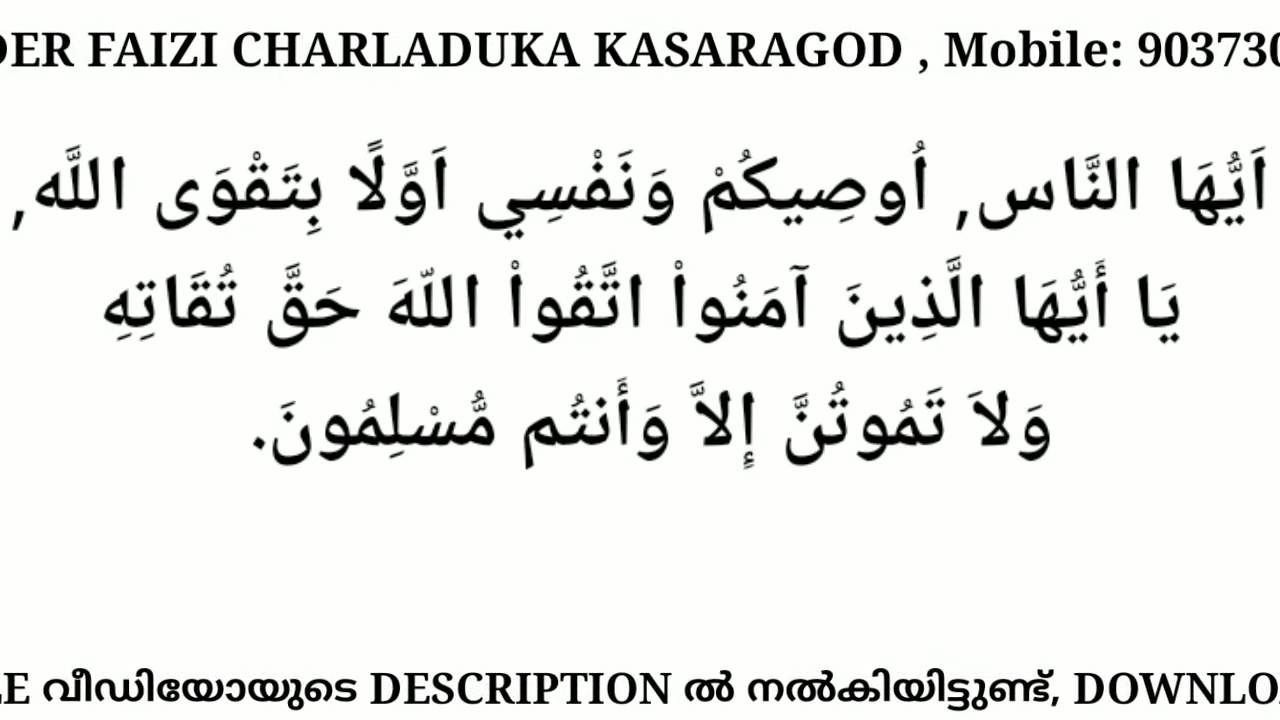 DER FAIZI CHARLADUKA KASARAGOD , Mobile: 903730
اَيُّهَا النَّاس, اُوصِيكُمْ وَنَفْسِي اَوَّلًا بِتَقْوَى اللَّه,
يَا أَيُّهَا الَّذِينَ آمَنُواْ اتَّقُواْ اللّهَ حَقَّ تُقَاتِهِ
وَلاَ تَمُوتُنَّ إِلاَّ وَأَنتُم مُّسْلِمُونَ.
LE വീഡിയോയുടെ DESCRIPTION ൽ നൽകിയിട്ടുണ്ട്, DOWNLOA